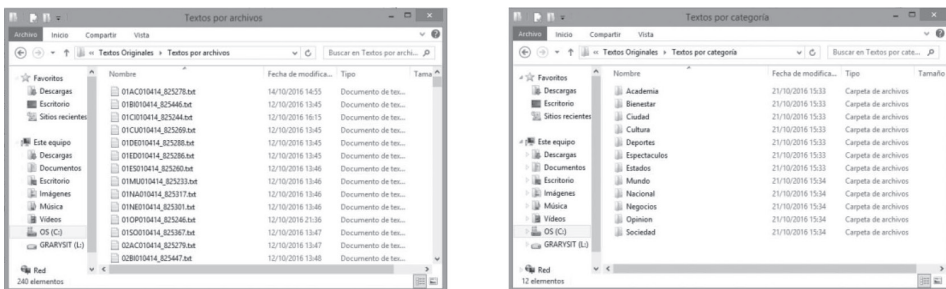 Textos por archivos
Archivo Inicio Compartir Vista
« Textos Originales › Textos por archivos
Buscar en Textos por archi...
Favoritos
Descargas
Escritorio
Sitios recientes
Este equipo
Descargas
Documentos
Escritorio
Imágenes
Música
Vídeos
OS (C:)
GRARYSIT (L:)
Red
Nombre Fecha de modifica... Tipo Tama
01AC010414_825278.txt 14/10/2016 14:55 Documento de tex...
01BI010414_825446.txt 12/10/2016 13:45 Documento de tex...
01CI010414_825244.txt 12/10/2016 16:15 Documento de tex...
01CU010414_825269.txt 12/10/2016 13:45 Documento de tex...
01DE010414_825288.txt 12/10/2016 13:45 Documento de tex...
01ED010414_825286.txt 12/10/2016 13:45 Documento de tex...
01ES010414_825260.txt 12/10/2016 13:46 Documento de tex...
01MU010414_825233.txt 12/10/2016 13:46 Documento de tex...
01NA010414_825317.txt 12/10/2016 13:46 Documento de tex...
01NE010414_825301.txt 12/10/2016 13:46 Documento de tex...
01OP010414_825246.txt 12/10/2016 21:36 Documento de tex...
01SO010414_825367.txt 12/10/2016 13:47 Documento de tex...
02AC010414_825279.txt 12/10/2016 13:47 Documento de tex...
02BI010414_825447.txt 12/10/2016 13:48 Documento de tex...
240 elementos
Textos por categoría
Archivo Inicio Compartir Vista
« Textos Originales › Textos por categoría
Buscar en Textos por cate...
Favoritos
Descargas
Escritorio
Sitios recientes
Este equipo
Descargas
Documentos
Escritorio
Imágenes
Música
Vídeos
OS (C:)
GRARYSIT (L:)
Red
Nombre Fecha de modifica... Tipo Tamaño
Academia 21/10/2016 15:33 Carpeta de archivos
Bienestar 21/10/2016 15:33 Carpeta de archivos
Ciudad 21/10/2016 15:33 Carpeta de archivos
Cultura 21/10/2016 15:33 Carpeta de archivos
Deportes 21/10/2016 15:33 Carpeta de archivos
Espectaculos 21/10/2016 15:33 Carpeta de archivos
Estados 21/10/2016 15:33 Carpeta de archivos
Mundo 21/10/2016 15:34 Carpeta de archivos
Nacional 21/10/2016 15:34 Carpeta de archivos
Negocios 21/10/2016 15:34 Carpeta de archivos
Opinion 21/10/2016 15:34 Carpeta de archivos
Sociedad 21/10/2016 15:34 Carpeta de archivos
12 elementos